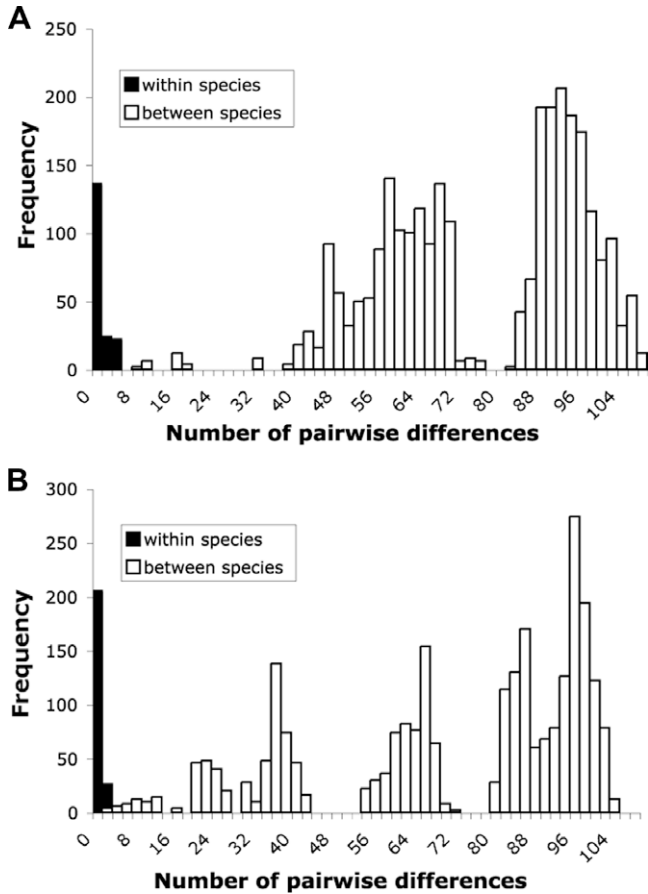 A
250
200
150
100
50
0
Frequency
within species
between species
0 8 16 24 32 40 48 56 64 72 80 88 96 104
Number of pairwise differences
B
300
250
200
150
100
50
0
Frequency
within species
between species
0 8 16 24 32 40 48 56 64 72 80 88 96 104
Number of pairwise differences